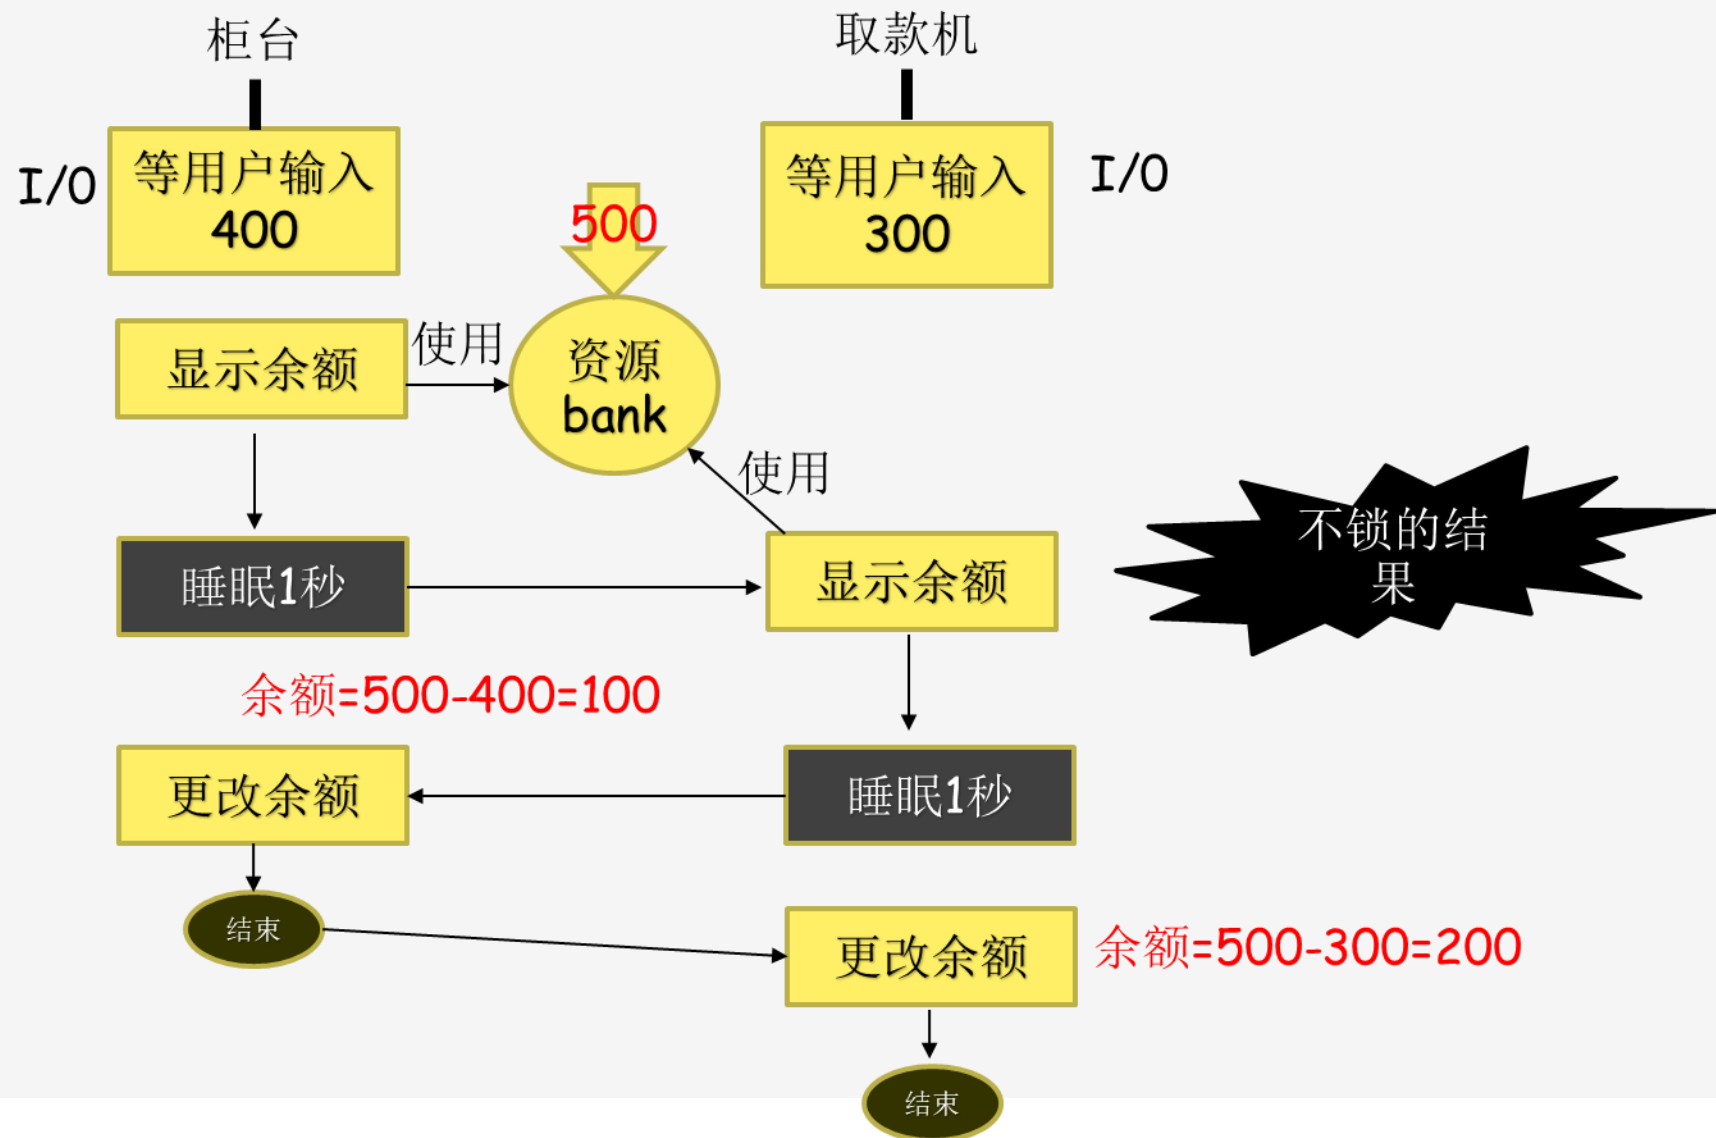 柜台
取款机
I/O
等用户输入
400
500
等用户输入
300
I/O
显示余额
使用
资源
bank
使用
睡眠1秒
显示余额
不锁的结
果
余额=500-400=100
更改余额
睡眠1秒
结束
更改余额
余额=500-300=200
结束